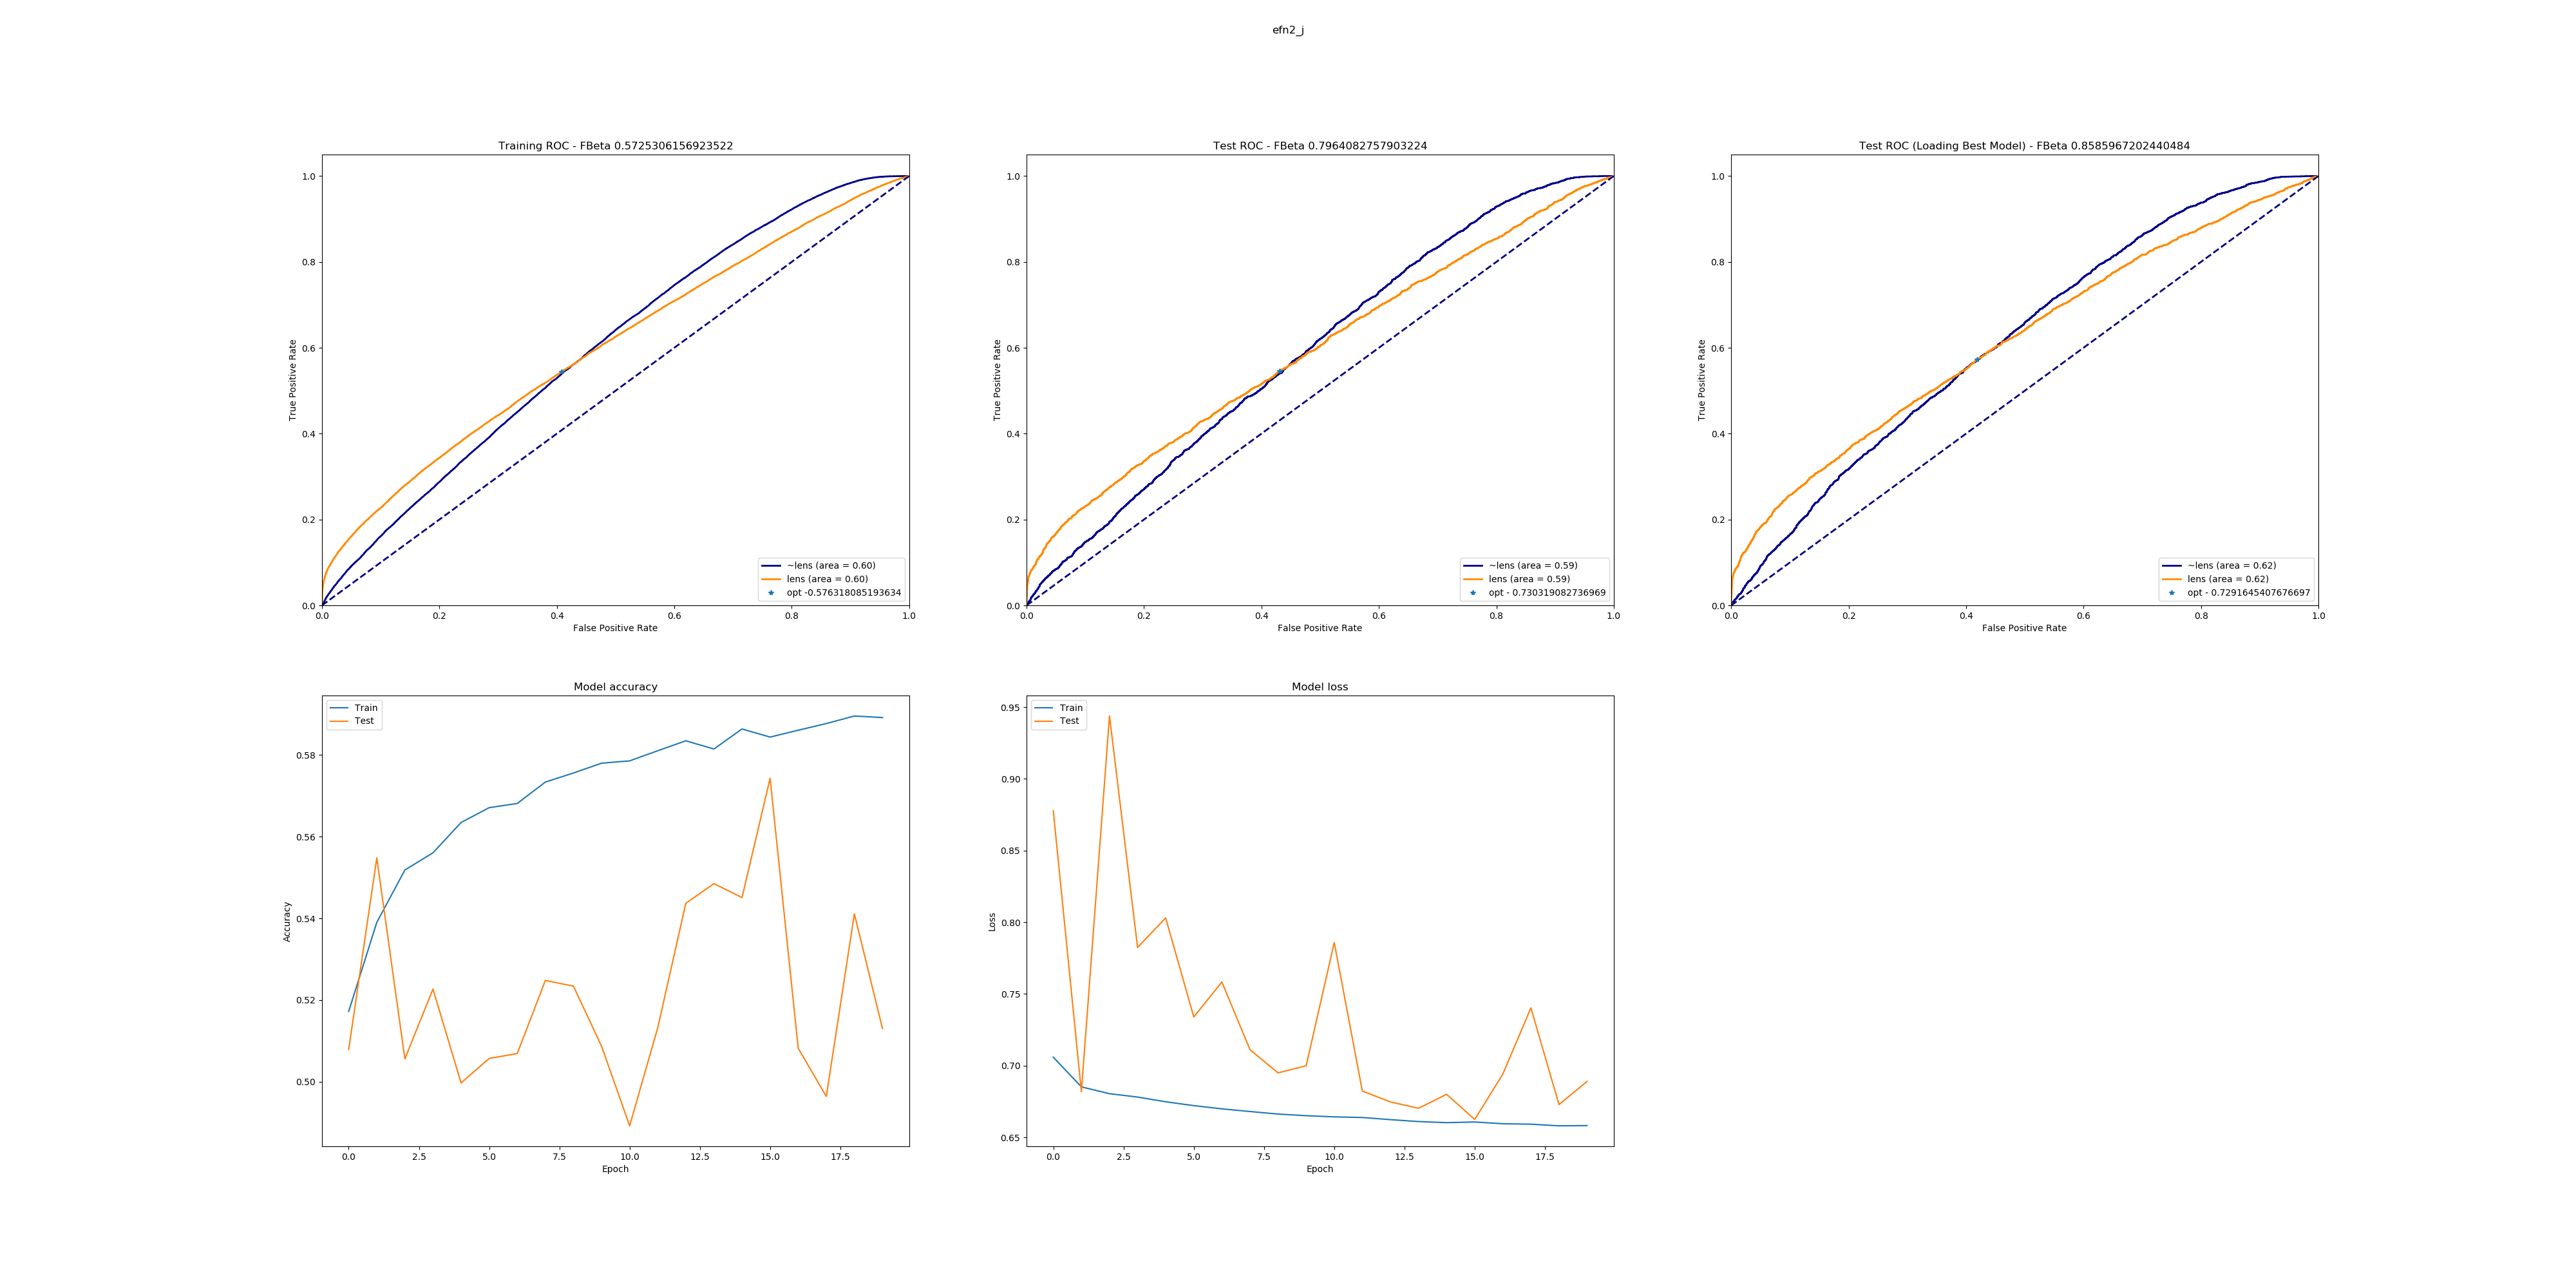 efn2_j
Training ROC - FBeta 0.5725306156923522
True Positive Rate
1.0
0.8
0.6
0.4
0.2
0.0
0.0 0.2 0.4 0.6 0.8 1.0
False Positive Rate
~lens (area = 0.60)
lens (area = 0.60)
opt -0.576318085193634
Test ROC - FBeta 0.7964082757903224
True Positive Rate
1.0
0.8
0.6
0.4
0.2
0.0
0.0 0.2 0.4 0.6 0.8 1.0
False Positive Rate
~lens (area = 0.59)
lens (area = 0.59)
opt - 0.730319082736969
Test ROC (Loading Best Model) - FBeta 0.8585967202440484
True Positive Rate
1.0
0.8
0.6
0.4
0.2
0.0
0.0 0.2 0.4 0.6 0.8 1.0
False Positive Rate
~lens (area = 0.62)
lens (area = 0.62)
opt - 0.7291645407676697
Model accuracy
Train
Test
Accuracy
0.58
0.56
0.54
0.52
0.50
0.0 2.5 5.0 7.5 10.0 12.5 15.0 17.5
Epoch
Model loss
Train
Test
Loss
0.95
0.90
0.85
0.80
0.75
0.70
0.65
0.0 2.5 5.0 7.5 10.0 12.5 15.0 17.5
Epoch